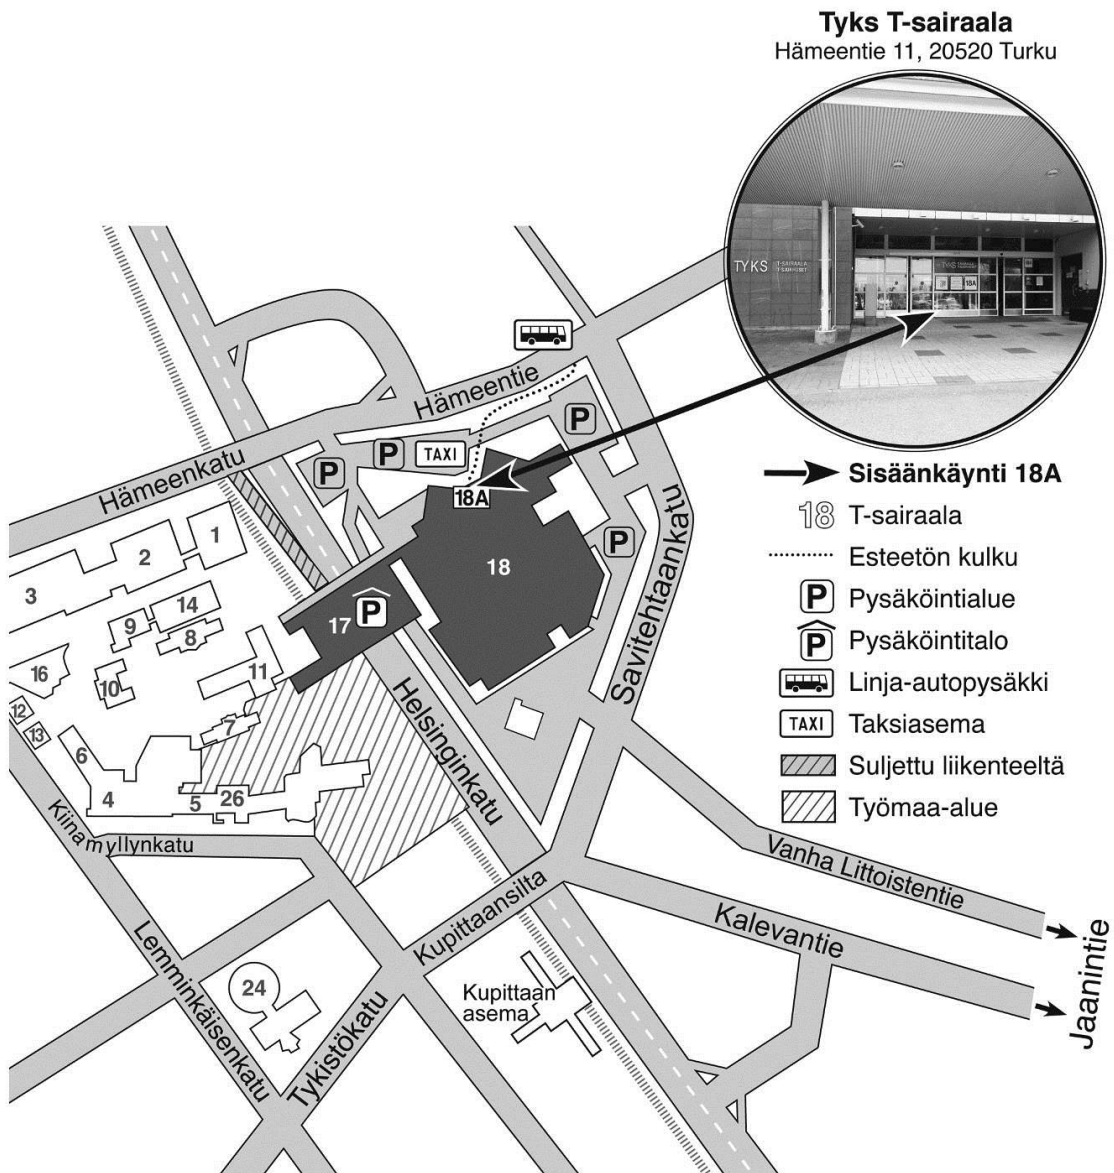 Tyks T-sairaala
Hämeentie 11, 20520 Turku
TYKS
T-SAIRAALA
18A
Hämeentie
P
TAXI
P
P
Hämeenkatu
18A
Sisäänkäynti 18A
18 T-sairaala
Esteetön kulku
P Pysäköintialue
P Pysäköintitalo
Linja-autopysäkki
TAXI Taksiasema
Suljettu liikenteeltä
Työmaa-alue
Savitehtaankatu
P
1
2
3
18
17
P
14
9
8
16
10
11
12
13
7
6
4
5
26
Helsinginkatu
Kiinamyllynkatu
Vanha Littoistentie
Kupittaansilta
Kalevantie
Jaanintie
Lemminkäisenkatu
24
Tykistökatu
Kupittaan
asema